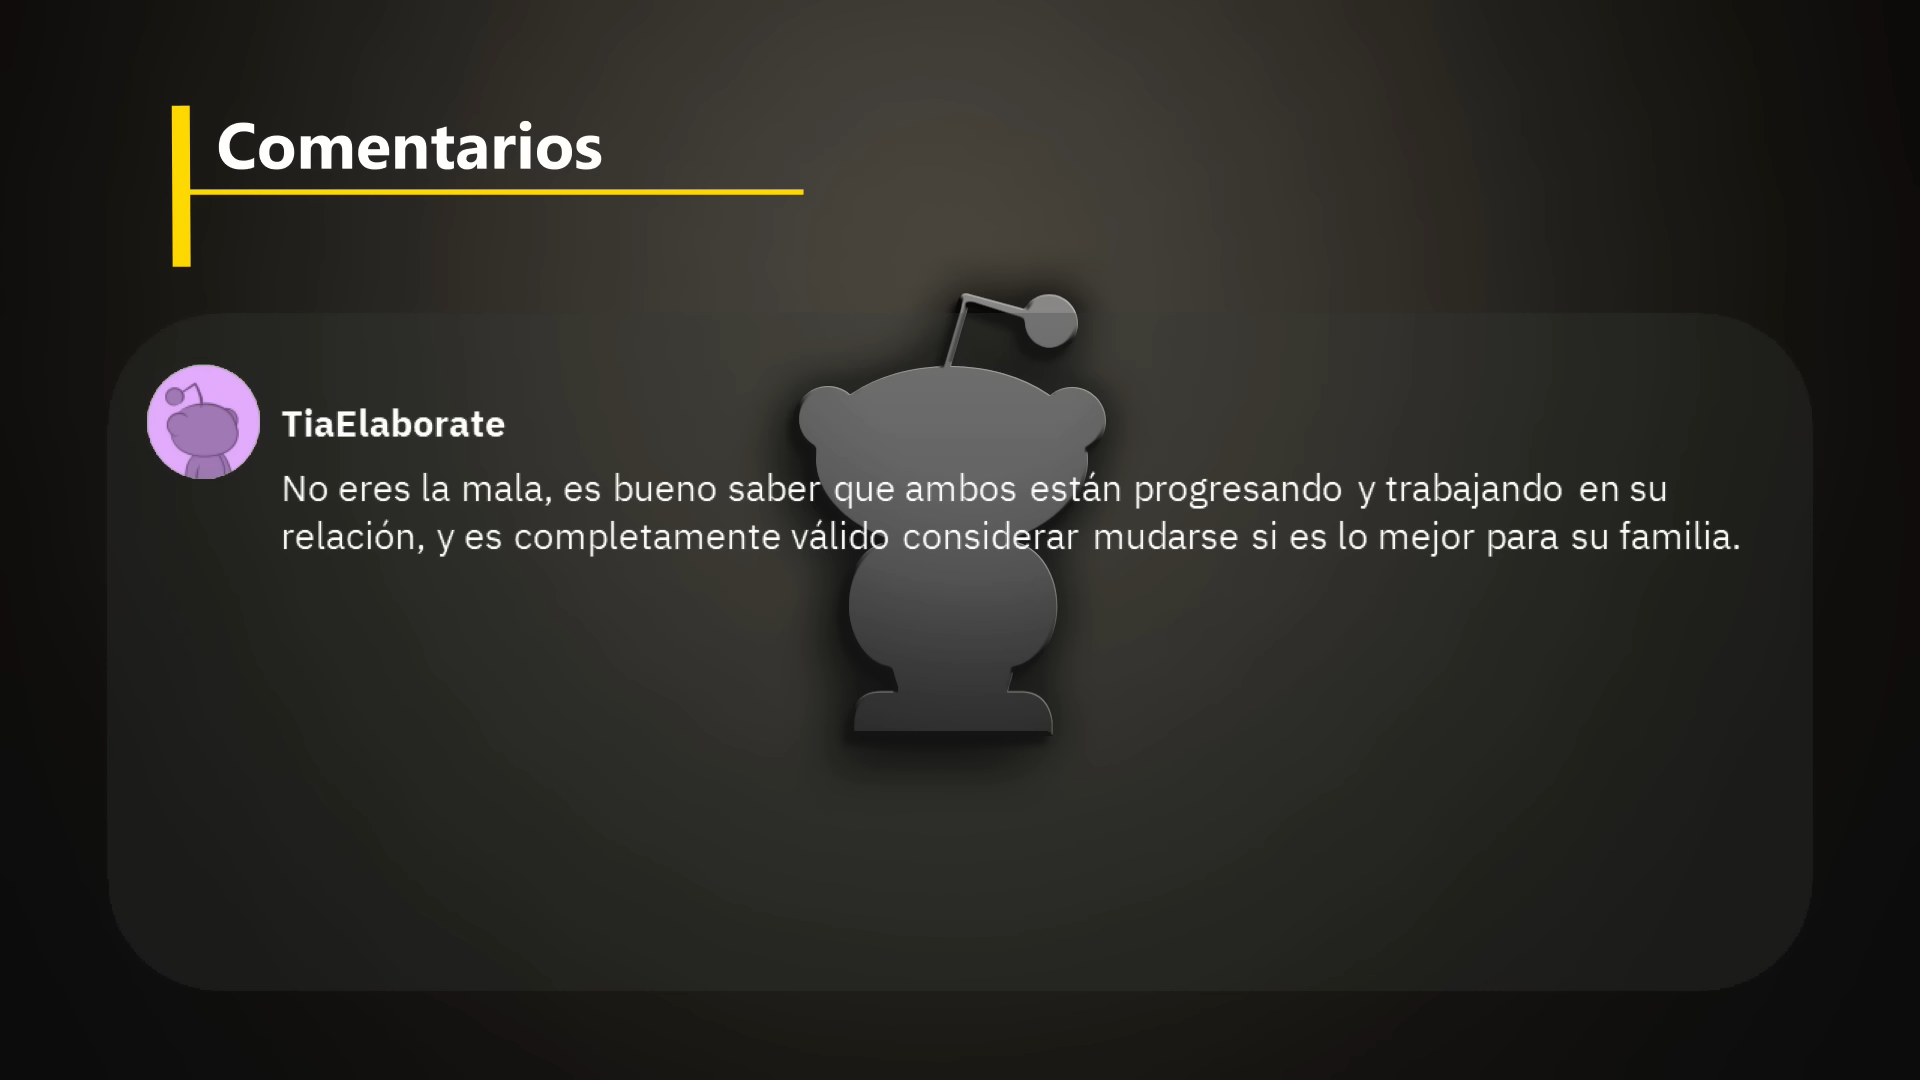 Comentarios
TiaElaborate
No eres la mala, es bueno saber que ambos están progresando y trabajando en su
relación, y es completamente válido considerar mudarse si es lo mejor para su familia.